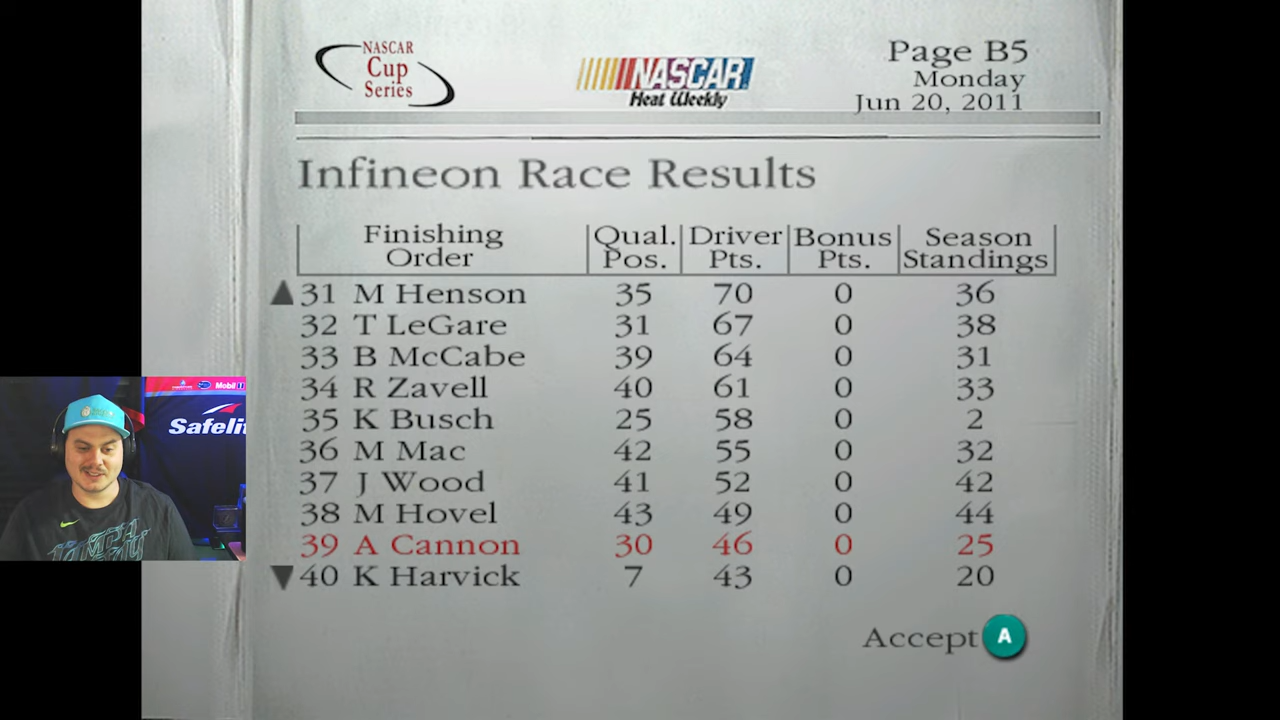 NASCAR
Cup
Series
NASCAR
Heat Weekly
Page B5
Monday
Jun 20, 2011
Infineon Race Results
Finishing Order Qual. Pos. Driver Pts. Bonus Pts. Season Standings
31 M Henson 35 70 0 36
32 T LeGare 31 67 0 38
33 B McCabe 39 64 0 31
34 R Zavell 40 61 0 33
35 K Busch 25 58 0 2
36 M Mac 42 55 0 32
37 J Wood 41 52 0 42
38 M Hovel 43 49 0 44
39 A Cannon 30 46 0 25
40 K Harvick 7 43 0 20
Accept A
Mobil 1
Safelit